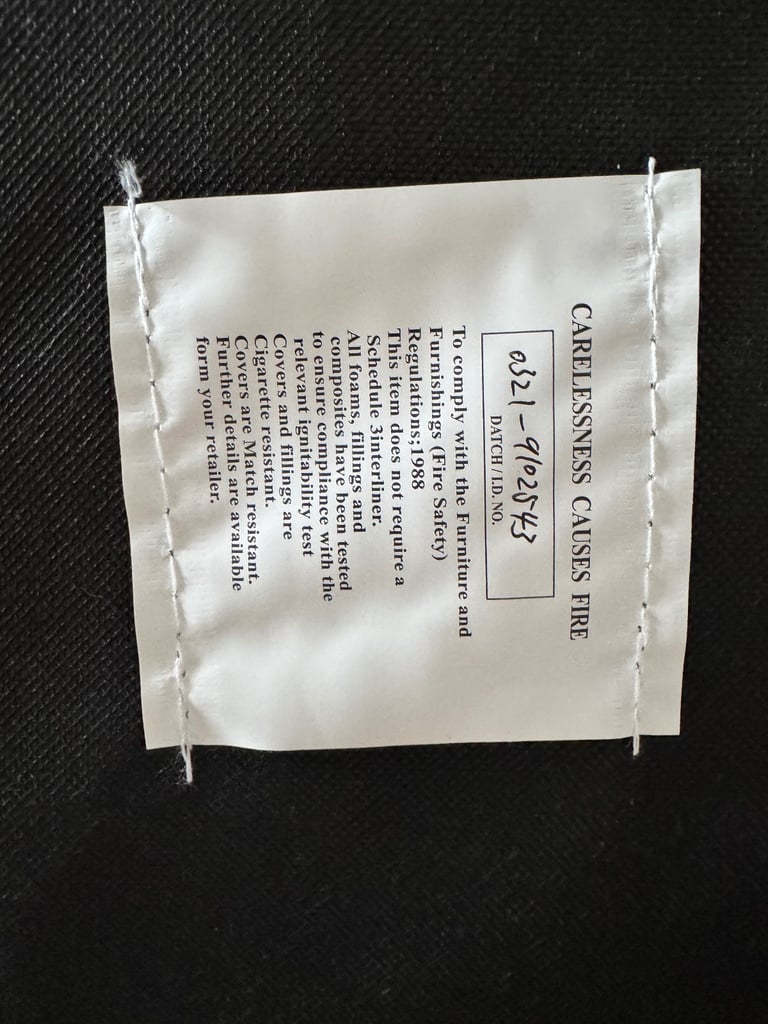 CARELESSNESS CAUSES FIRE
0321-9102543
DATCH / I.D. NO.
To comply with the Furniture and
Furnishings (Fire Safety)
Regulations;1988
This item does not require a
Schedule 3interliner.
All foams, fillings and
composites have been tested
to ensure compliance with the
relevant ignitability test
Covers and fillings are
Cigarette resistant.
Covers are Match resistant.
Further details are available
form your retailer.